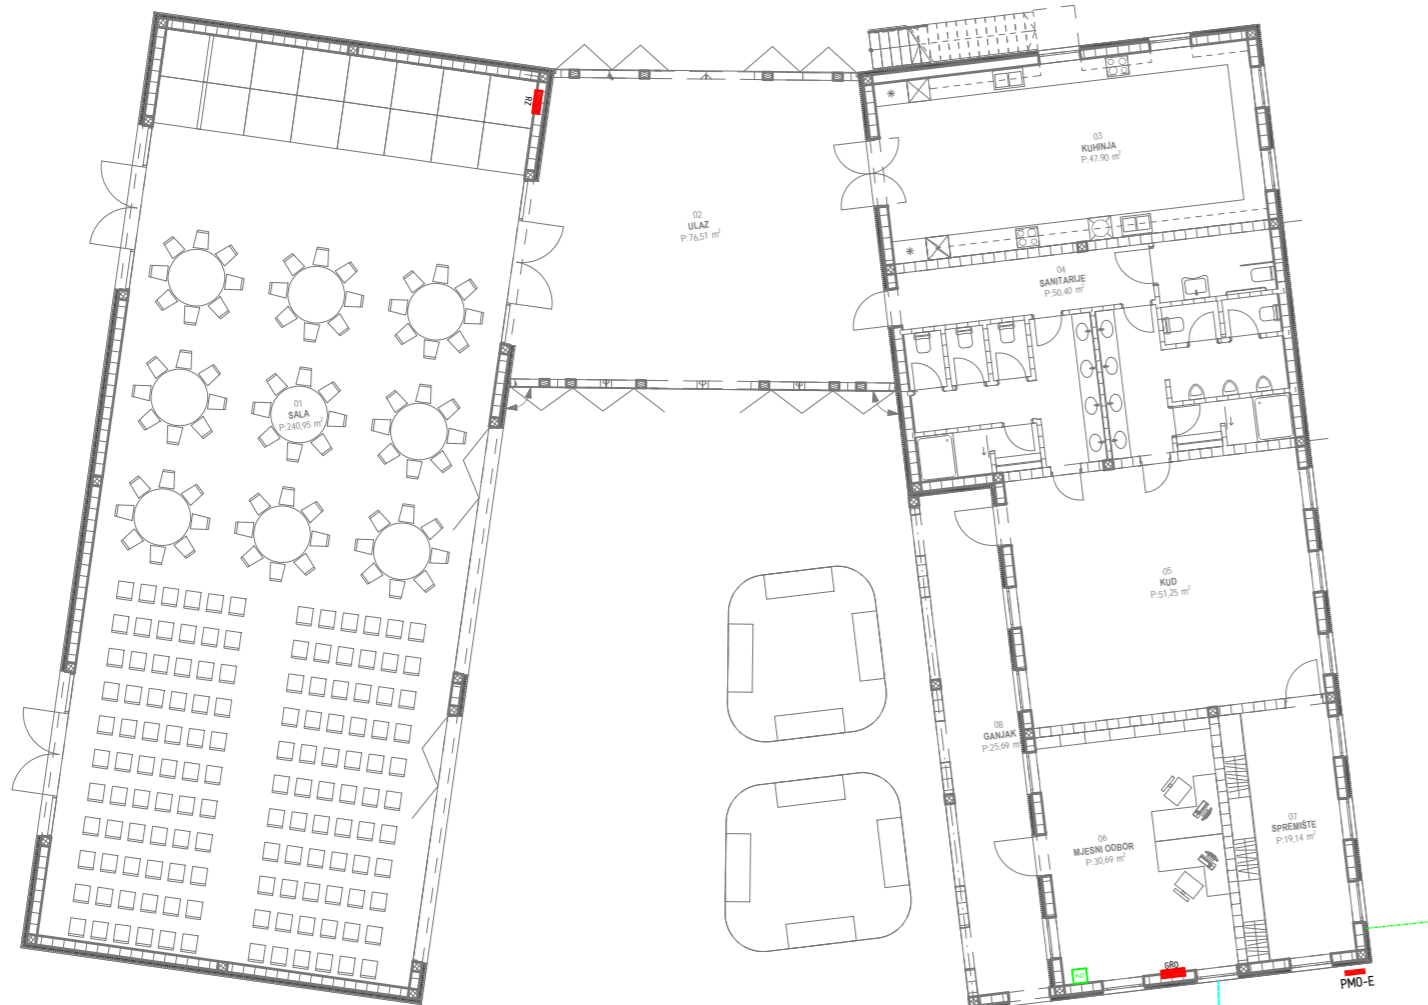 RZ
03
KUHINJA
P:47.90 m²
02
ULAZ
P:76,51 m²
04
SANITARIJE
P:50,40 m²
01
SALA
P:240,95 m²
05
KUD
P:51,25 m²
08
GANJAK
P:25,69 m²
06
MJESNI ODBOR
P:30,69 m²
07
SPREMIŠTE
P:19,14 m²
GRO
PMO-E